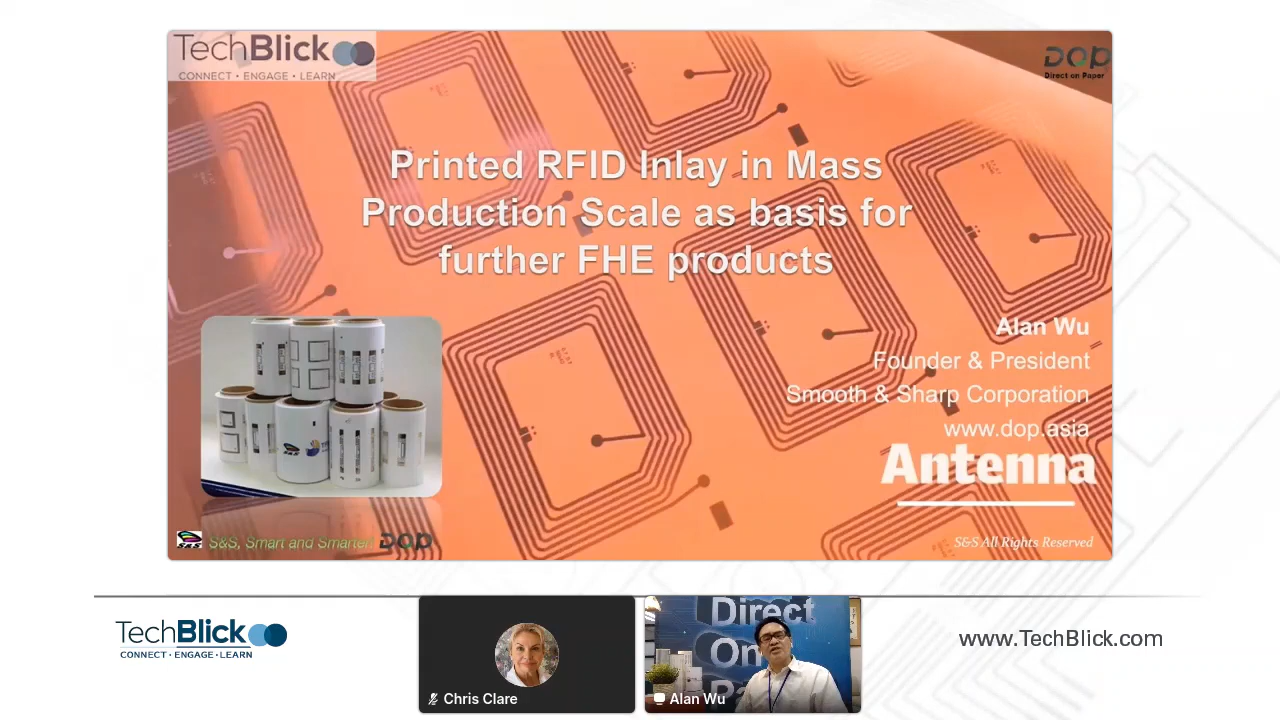 TechBlick
CONNECT • ENGAGE • LEARN
DOP
Direct on Paper
Printed RFID Inlay in Mass
Production Scale as basis for
further FHE products
Alan Wu
Founder & President
Smooth & Sharp Corporation
www.dop.asia
Antenna
S&S
S&S, Smart and Smarter!
DOP
S&S All Rights Reserved
TechBlick
CONNECT • ENGAGE • LEARN
Chris Clare
Direct
On
Alan Wu
www.TechBlick.com